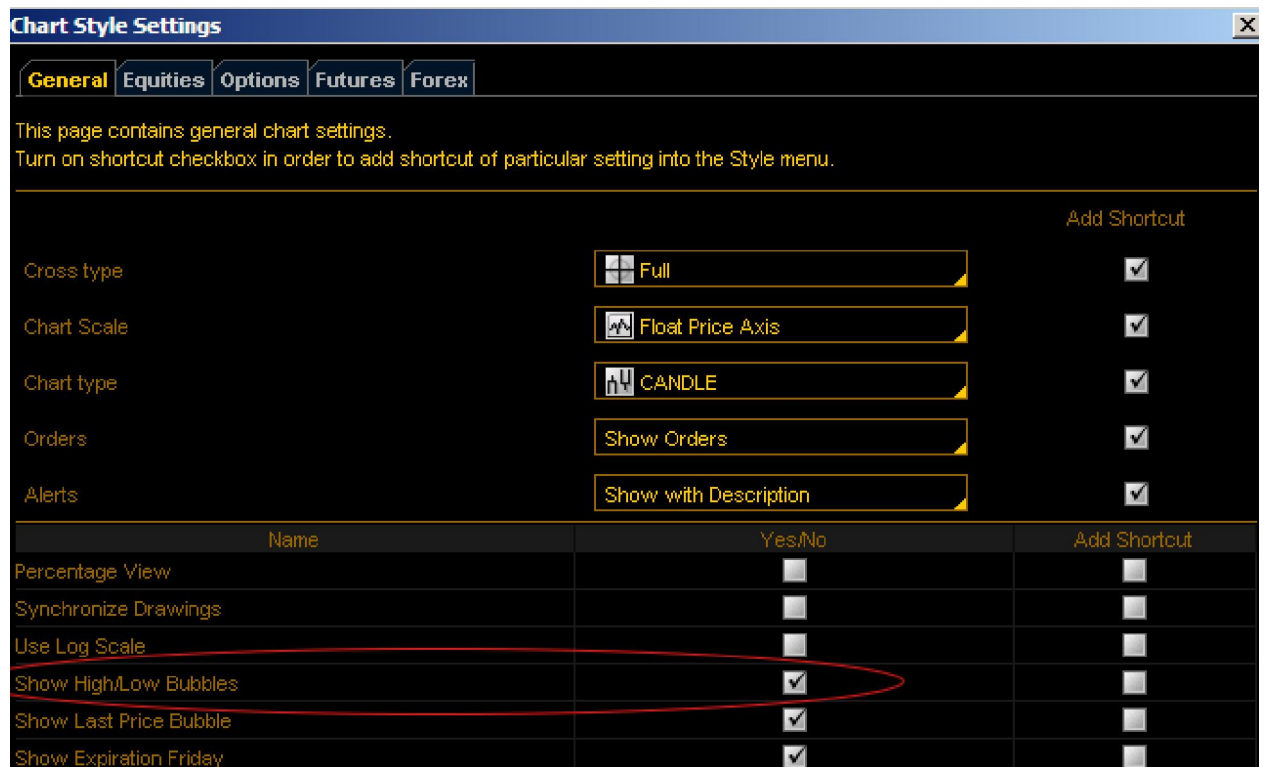 Chart Style Settings
General Equities Options Futures Forex
This page contains general chart settings.
Turn on shortcut checkbox in order to add shortcut of particular setting into the Style menu.
Add Shortcut
Cross type Full
Chart Scale Float Price Axis
Chart type CANDLE
Orders Show Orders
Alerts Show with Description
Name Yes/No Add Shortcut
Percentage View
Synchronize Drawings
Use Log Scale
Show High/Low Bubbles
Show Last Price Bubble
Show Expiration Friday